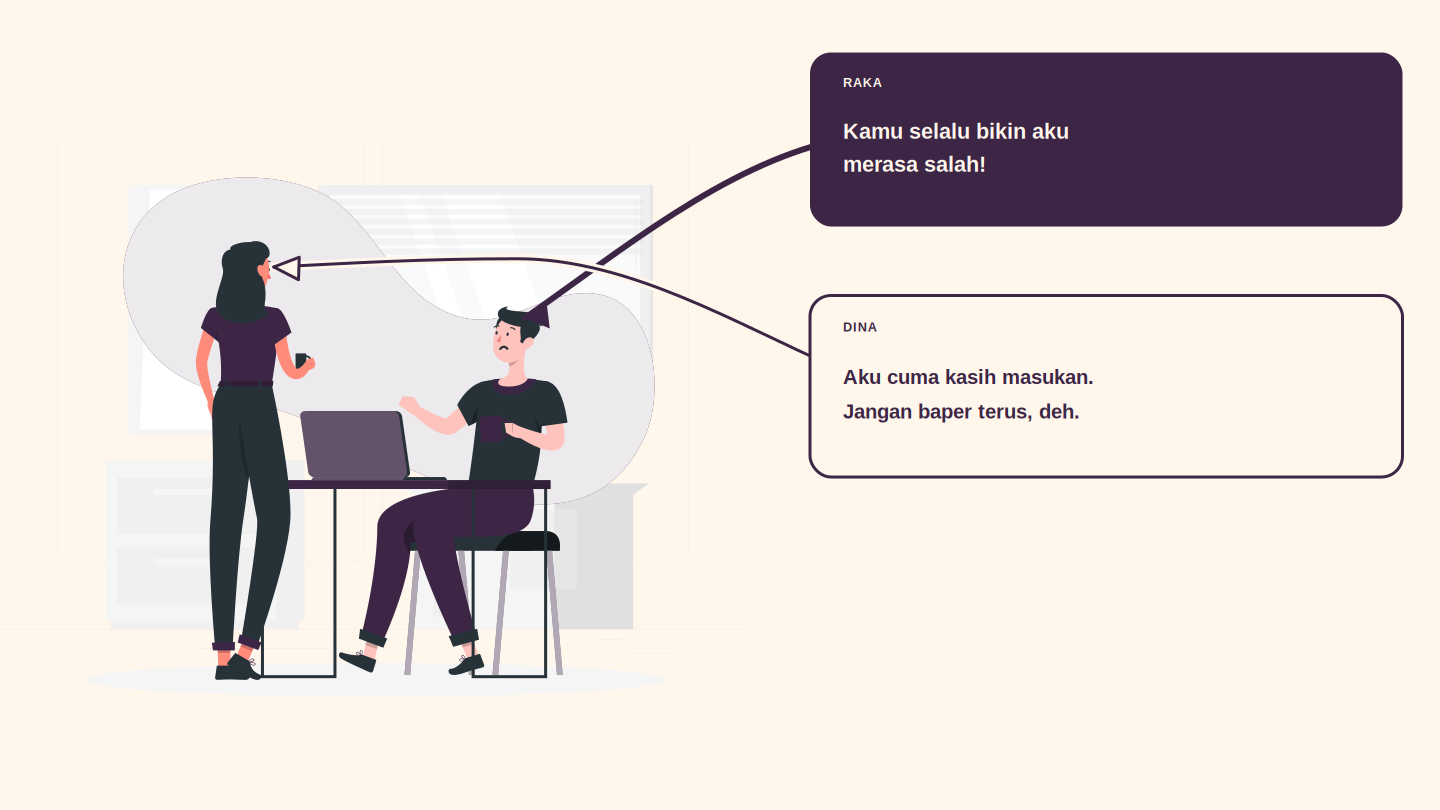 RAKA
Kamu selalu bikin aku
merasa salah!
DINA
Aku cuma kasih masukan.
Jangan baper terus, deh.